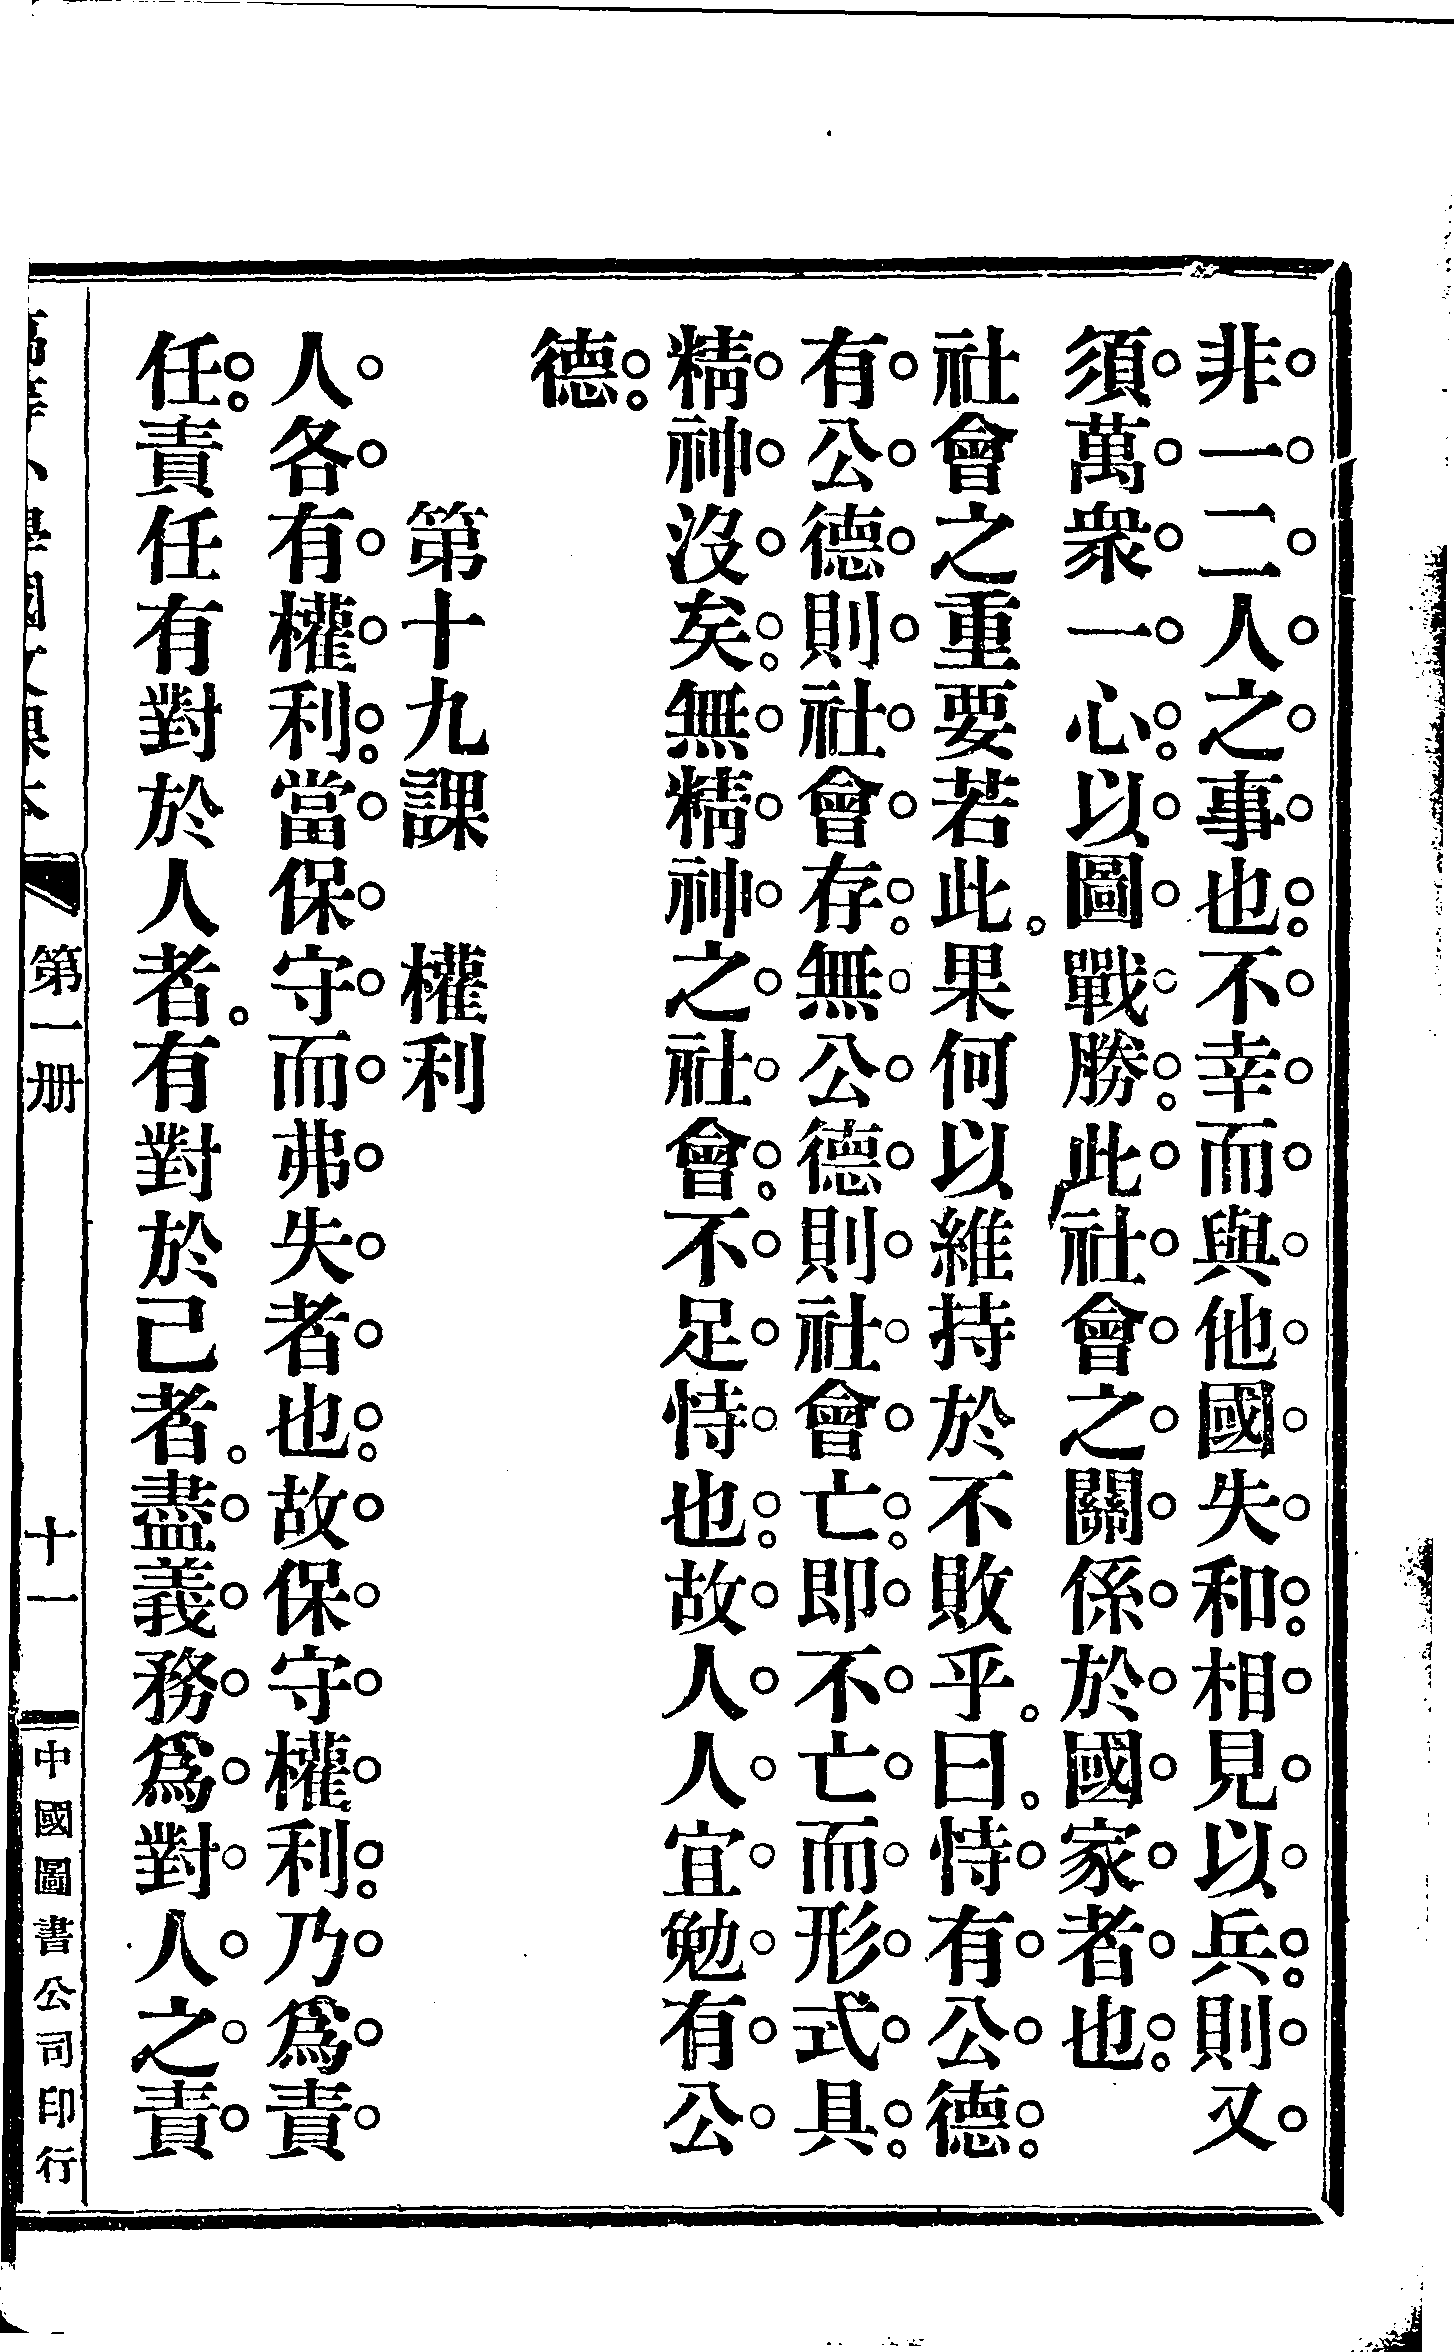 非一二人之事也。不幸而與他國失和。相見以兵。則又
須萬衆一心。以圖戰勝。此社會之關係於國家者也。
社會之重要若此。果何以維持於不敗乎。曰。恃有公德。
有公德則社會存。無公德則社會亡。即不亡而形式具。
精神沒矣。無精神之社會。不足恃也。故人人宜勉有公
德。
第十九課　權利
人各有權利。當保守而弗失者也。故保守權利。乃爲責
任。責任有對於人者。有對於己者。盡義務爲對人之責
高等小學國文課本　第一册　十一　中國圖書公司印行